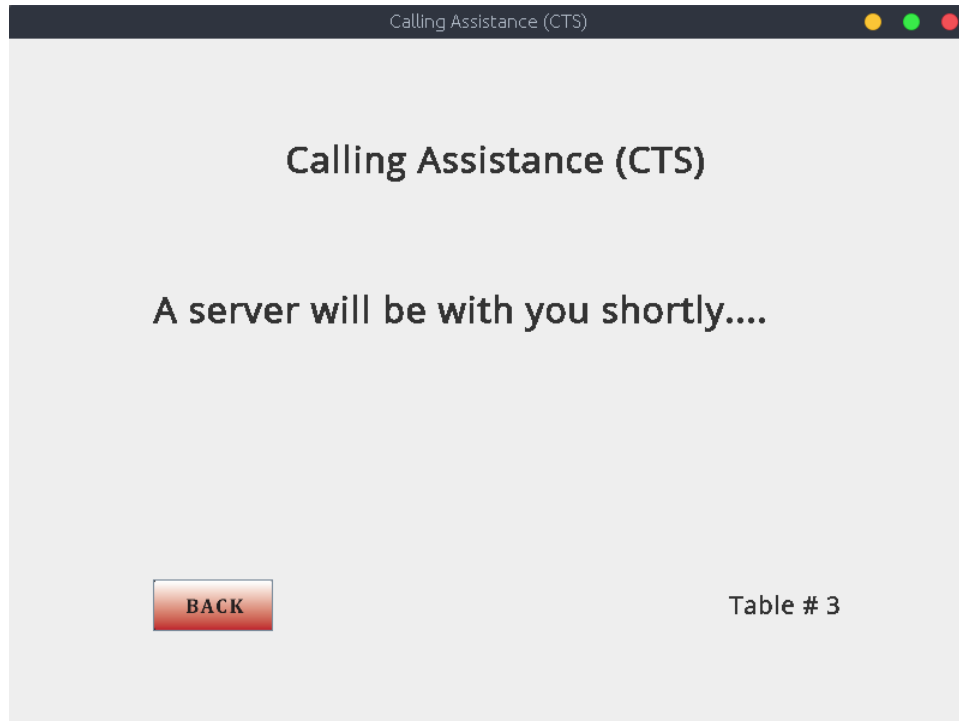 Calling Assistance (CTS)
Calling Assistance (CTS)
A server will be with you shortly....
BACK
Table # 3